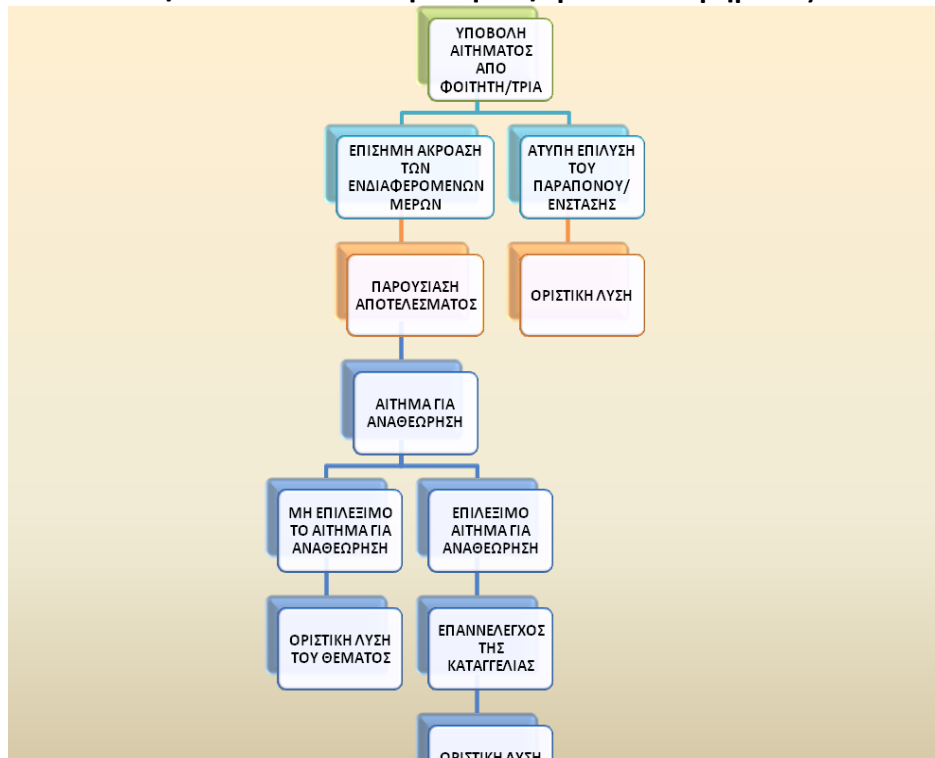 ΥΠΟΒΟΛΗ
ΑΙΤΗΜΑΤΟΣ
ΑΠΟ
ΦΟΙΤΗΤΗ/ΤΡΙΑ
ΕΠΙΣΗΜΗ ΑΚΡΟΑΣΗ
ΤΩΝ
ΕΝΔΙΑΦΕΡΟΜΕΝΩΝ
ΜΕΡΩΝ
ΑΤΥΠΗ ΕΠΙΛΥΣΗ
ΤΟΥ
ΠΑΡΑΠΟΝΟΥ/
ΕΝΣΤΑΣΗΣ
ΠΑΡΟΥΣΙΑΣΗ
ΑΠΟΤΕΛΕΣΜΑΤΟΣ
ΟΡΙΣΤΙΚΗ ΛΥΣΗ
ΑΙΤΗΜΑ ΓΙΑ
ΑΝΑΘΕΩΡΗΣΗ
ΜΗ ΕΠΙΛΕΞΙΜΟ
ΤΟ ΑΙΤΗΜΑ ΓΙΑ
ΑΝΑΘΕΩΡΗΣΗ
ΕΠΙΛΕΞΙΜΟ
ΑΙΤΗΜΑ ΓΙΑ
ΑΝΑΘΕΩΡΗΣΗ
ΟΡΙΣΤΙΚΗ ΛΥΣΗ
ΤΟΥ ΘΕΜΑΤΟΣ
ΕΠΑΝΝΕΛΕΓΧΟΣ
ΤΗΣ
ΚΑΤΑΓΓΕΛΙΑΣ
ΟΡΙΣΤΙΚΗ ΛΥΣΗ